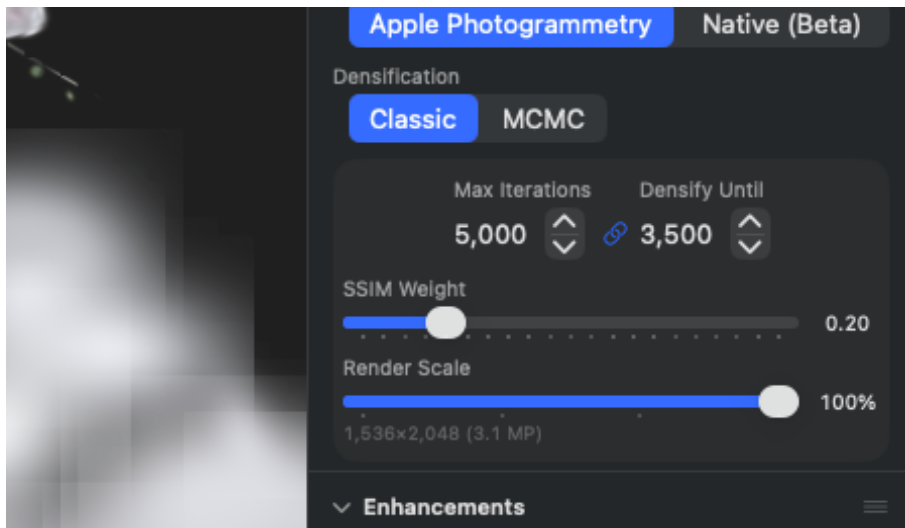 Apple Photogrammetry Native (Beta)
Densification
Classic MCMC
Max Iterations Densify Until
5,000 3,500
SSIM Weight
0.20
Render Scale
100%
1,536×2,048 (3.1 MP)
Enhancements